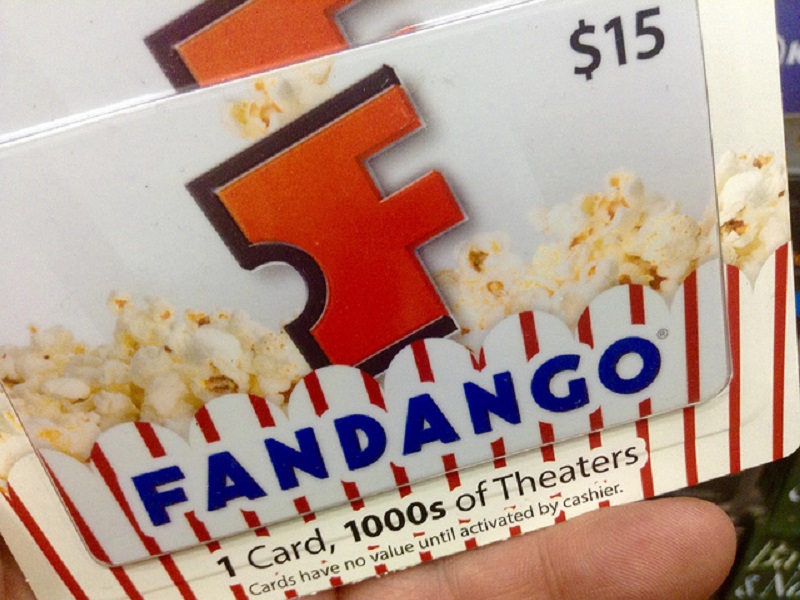 $15
F
FANDANGO®
1 Card, 1000s of Theaters
Cards have no value until activated by cashier.